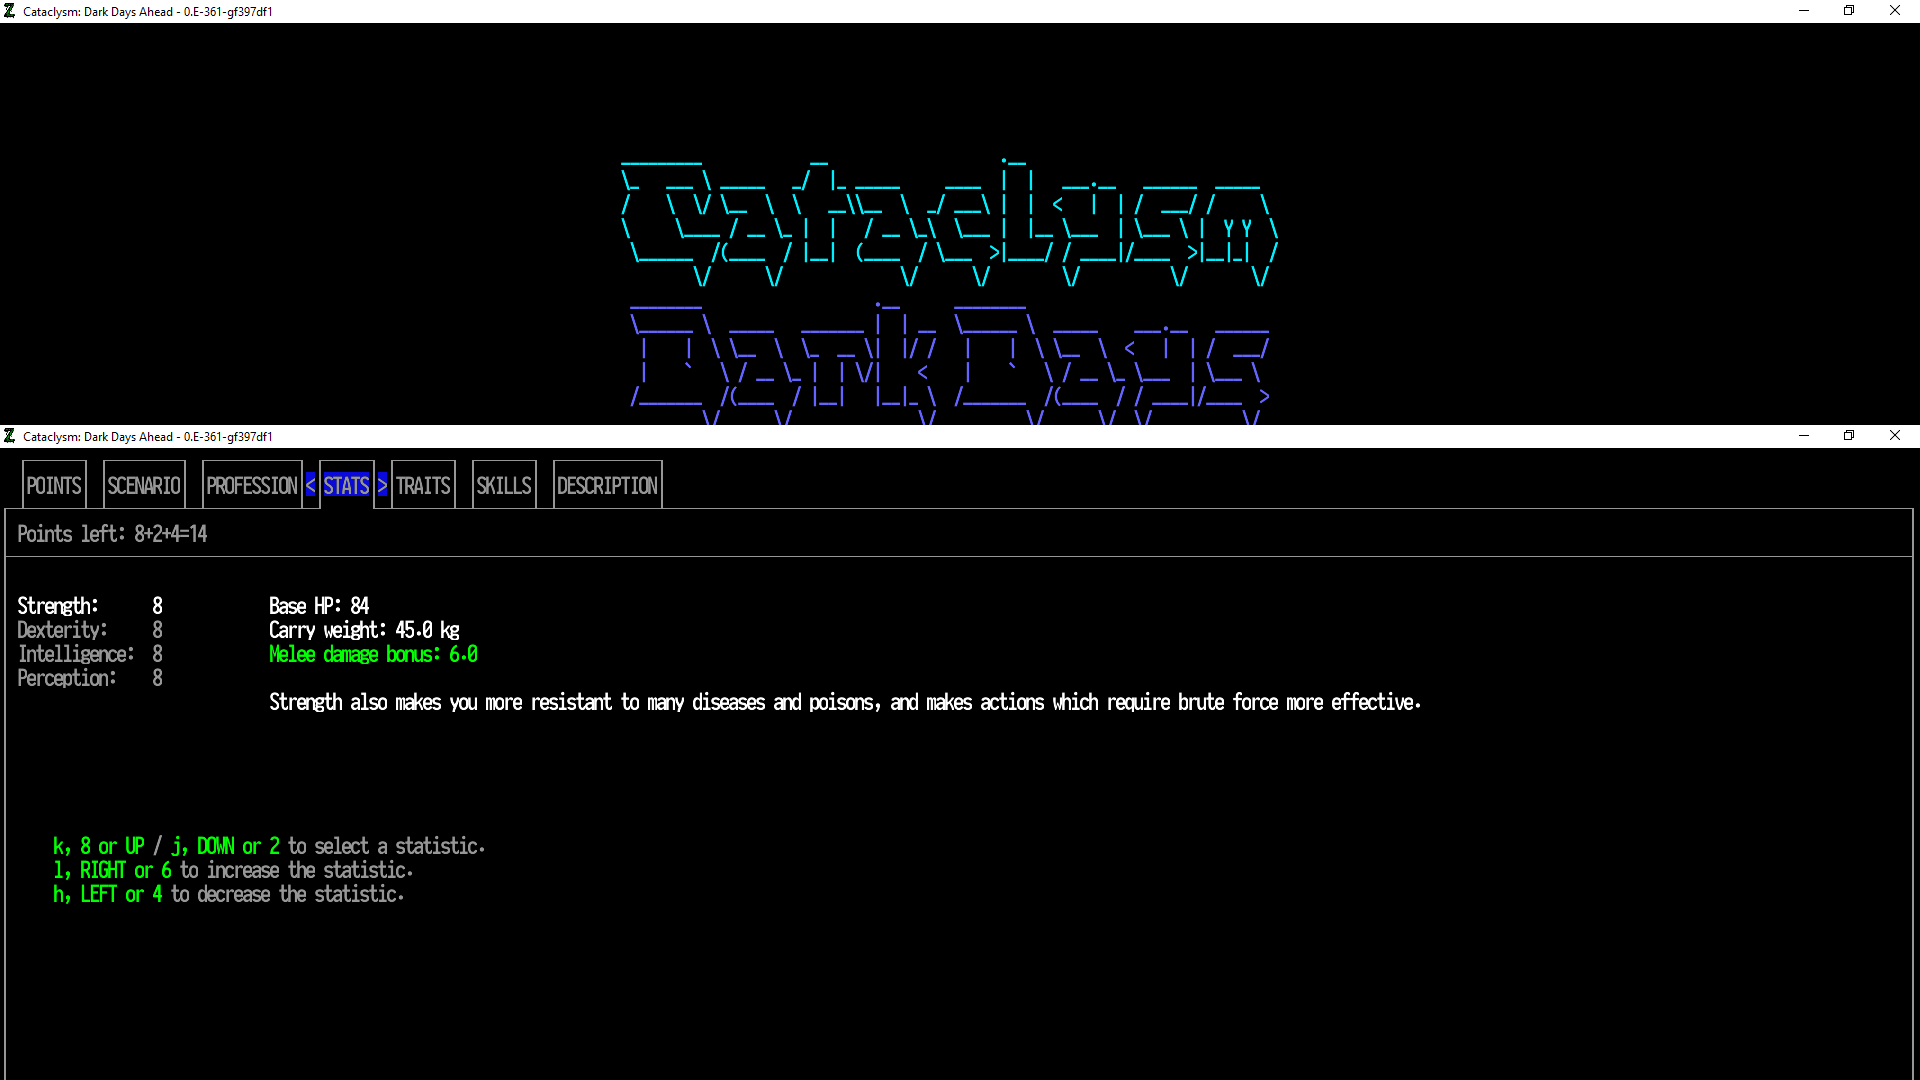 Cataclysm: Dark Days Ahead - 0.E-361-gf397df1
Cataclysm
Dark Days
Cataclysm: Dark Days Ahead - 0.E-361-gf397df1
POINTS SCENARIO PROFESSION < STATS > TRAITS SKILLS DESCRIPTION
Points left: 8+2+4=14
Strength: 8 Base HP: 84
Dexterity: 8 Carry weight: 45.0 kg
Intelligence: 8 Melee damage bonus: 6.0
Perception: 8
Strength also makes you more resistant to many diseases and poisons, and makes actions which require brute force more effective.
k, 8 or UP / j, DOWN or 2 to select a statistic.
l, RIGHT or 6 to increase the statistic.
h, LEFT or 4 to decrease the statistic.